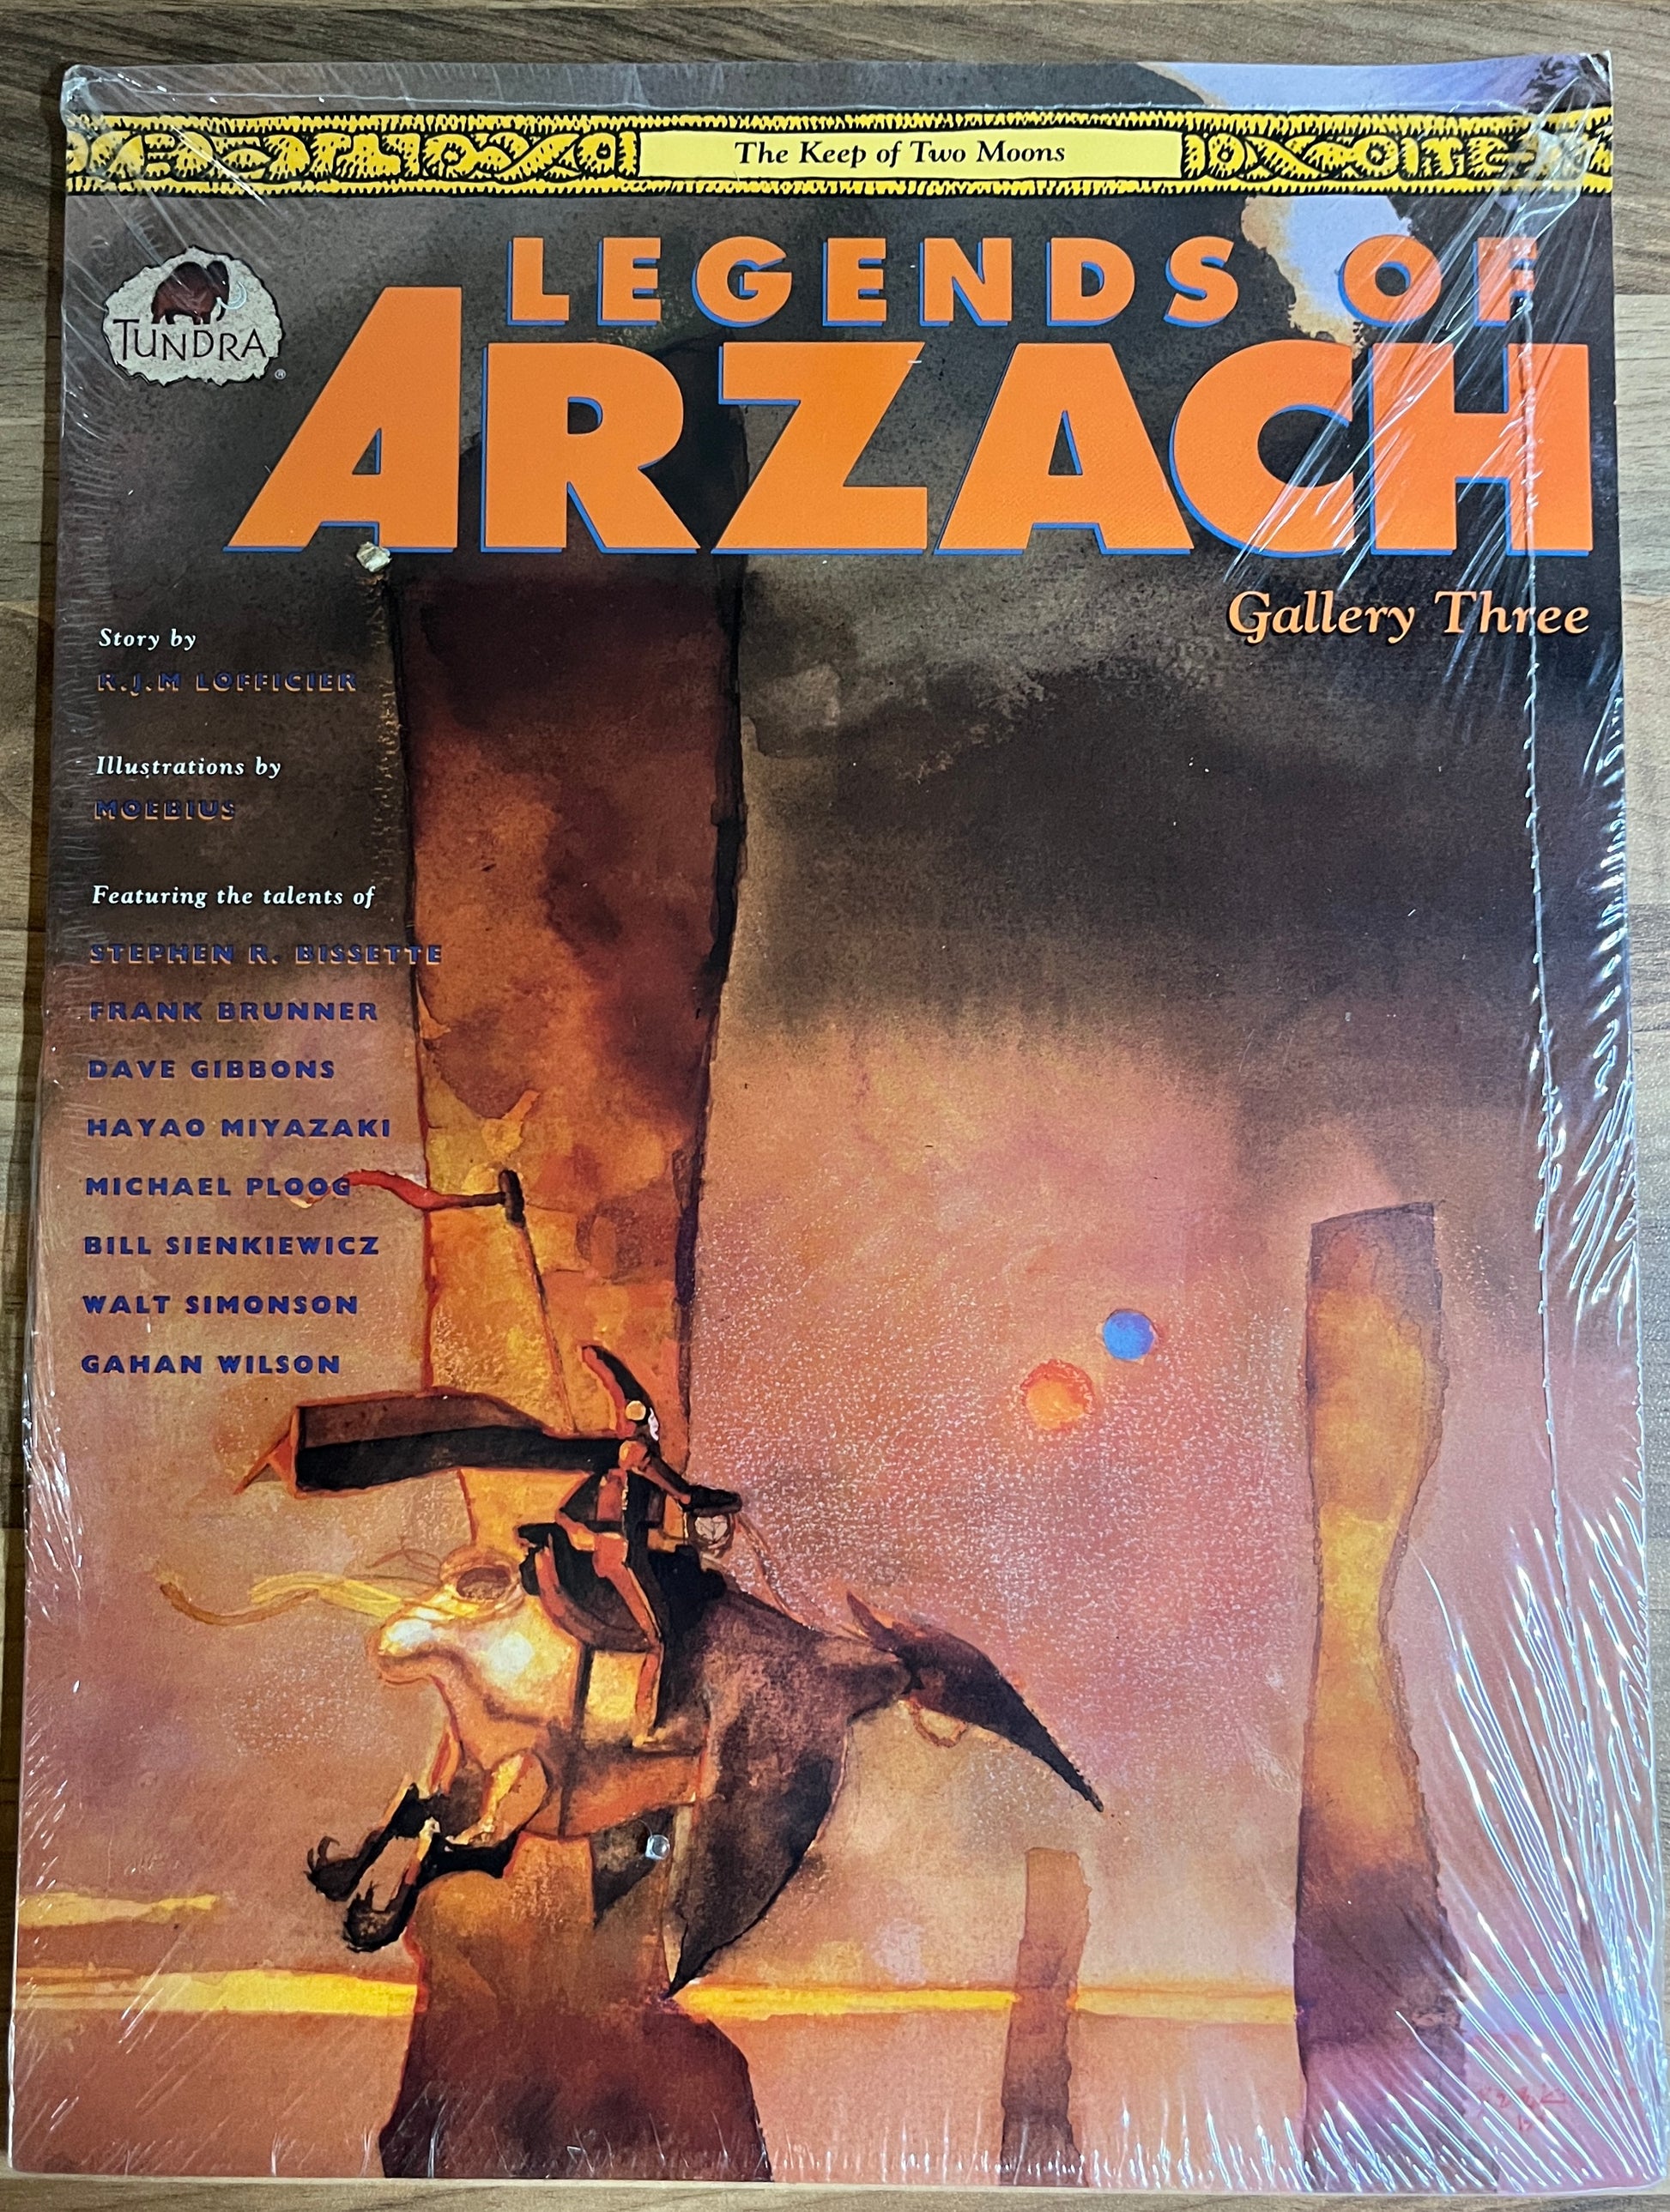 The Keep of Two Moons
TUNDRA
®
LEGENDS OF
ARZACH
Gallery Three
Story by
R.J.M LOFFICIER
Illustrations by
MOEBIUS
Featuring the talents of
STEPHEN R. BISSETTE
FRANK BRUNNER
DAVE GIBBONS
HAYAO MIYAZAKI
MICHAEL PLOOG
BILL SIENKIEWICZ
WALT SIMONSON
GAHAN WILSON